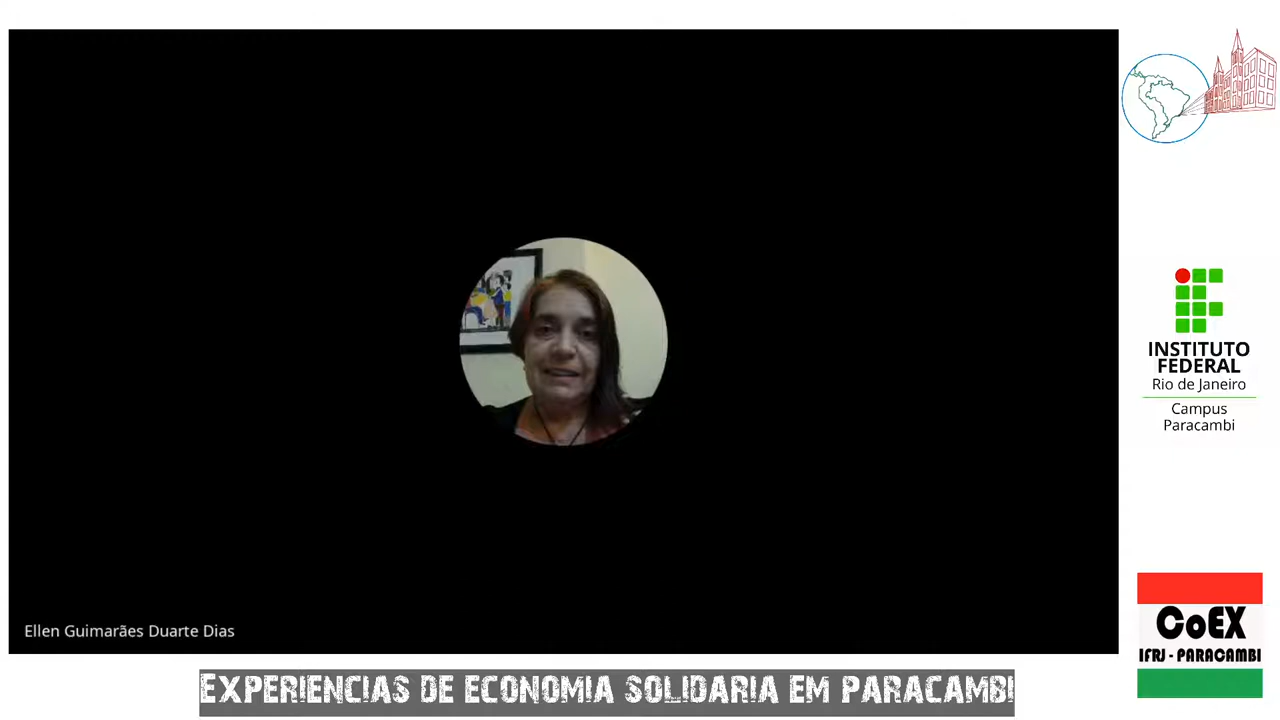 INSTITUTO
FEDERAL
Rio de Janeiro
Campus
Paracambi
Ellen Guimarães Duarte Dias
CoEX
IFRJ - PARACAMBI
EXPERIENCIAS DE ECONOMIA SOLIDARIA EM PARACAMBI